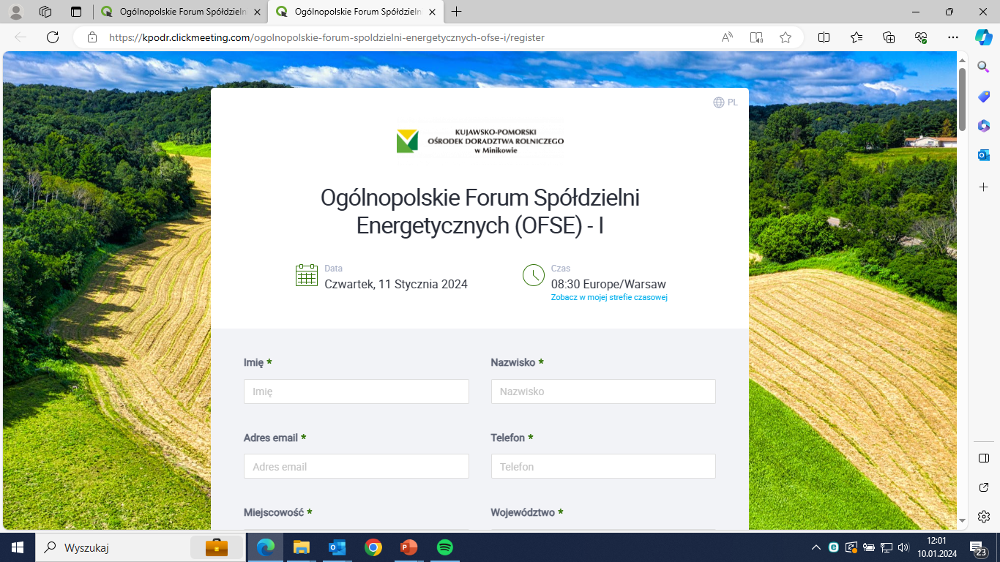 Ogólnopolskie Forum Spółdzieln
Ogólnopolskie Forum Spółdzieln
https://kpodr.clickmeeting.com/ogolnopolskie-forum-spoldzielni-energetycznych-ofse-i/register
PL
KUJAWSKO-POMORSKI
OŚRODEK DORADZTWA ROLNICZEGO
w Minikowie
Ogólnopolskie Forum Spółdzielni
Energetycznych (OFSE) - I
Data
Czwartek, 11 Stycznia 2024
Czas
08:30 Europe/Warsaw
Zobacz w mojej strefie czasowej
Imię *
Nazwisko *
Imię
Nazwisko
Adres email *
Telefon *
Adres email
Telefon
Miejscowość *
Województwo *
Wyszukaj
12:01
10.01.2024
23